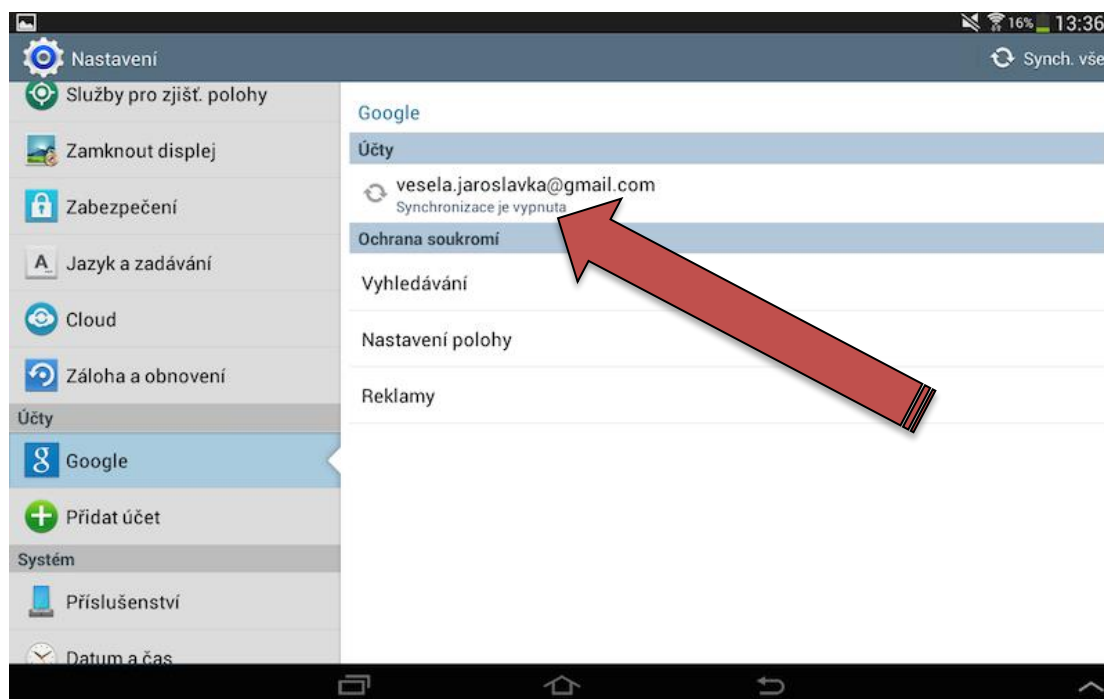 16% 13:36
Nastavení
Synch. vše
Služby pro zjišt. polohy
Zamknout displej
Zabezpečení
Jazyk a zadávání
Cloud
Záloha a obnovení
Účty
Google
Přidat účet
Systém
Příslušenství
Datum a čas
Google
Účty
vesela.jaroslavka@gmail.com
Synchronizace je vypnuta
Ochrana soukromí
Vyhledávání
Nastavení polohy
Reklamy